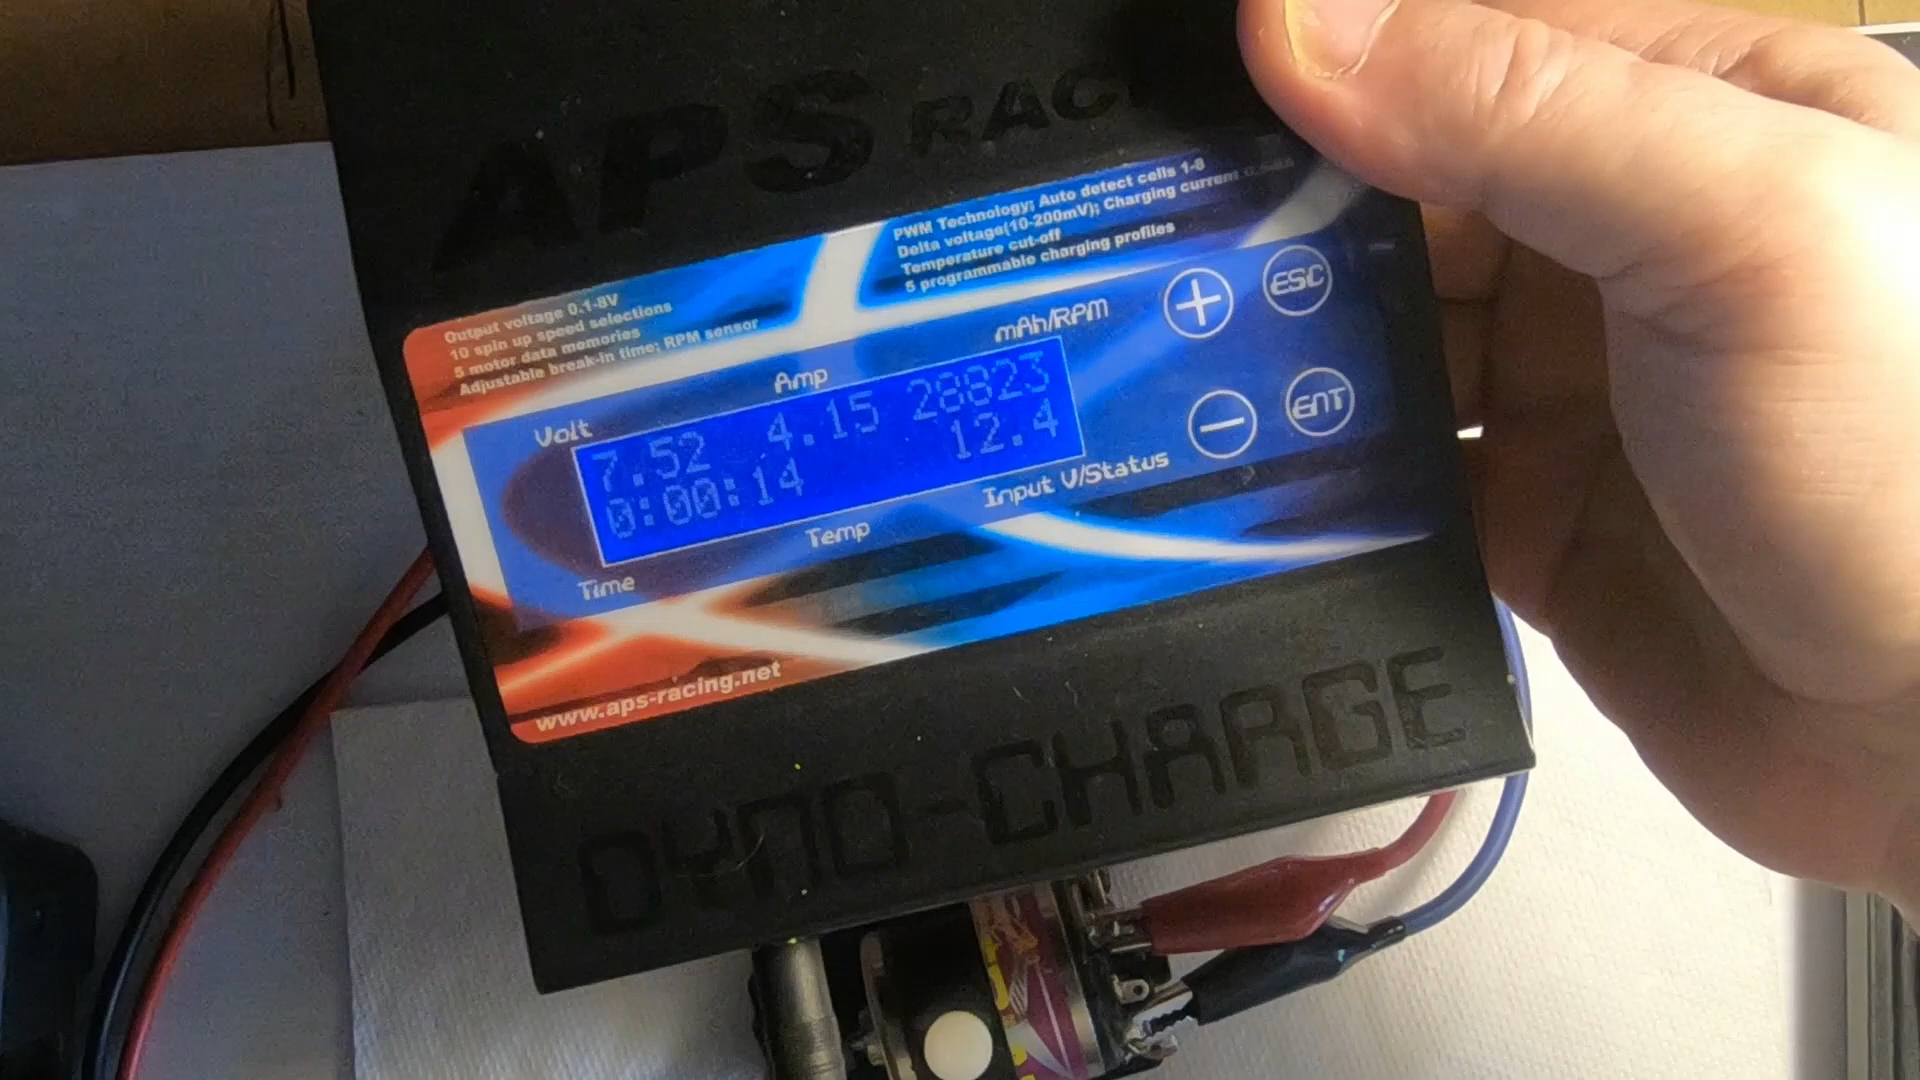 APS RAC
PWM Technology; Auto detect cells 1-8
Delta voltage(10-200mV); Charging current
Temperature cut-off
5 programmable charging profiles
Output voltage 0.1-8V
10 spin up speed selections
5 motor data memories
Adjustable break-in time; RPM sensor
Volt Amp mAh/RPM
+ ESC
7.52 4.15 28823
0:00:14 12.4
- ENT
Time Temp Input V/Status
www.aps-racing.net
DYNO-CHARGE